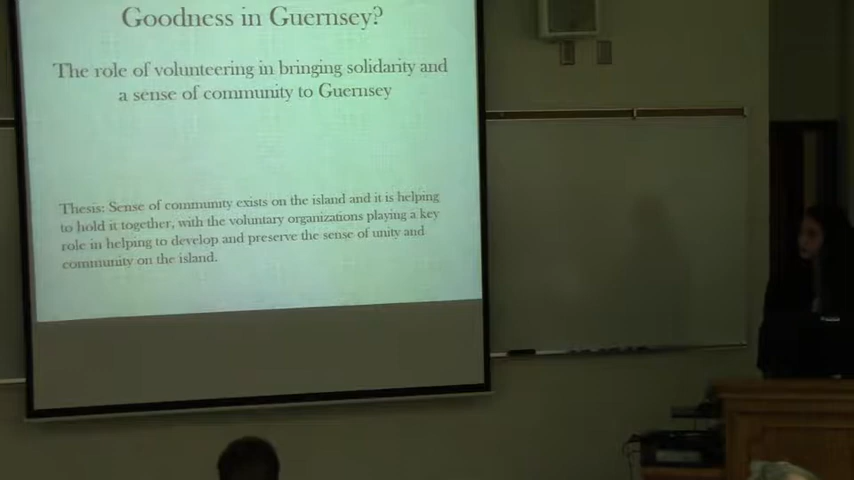 Goodness in Guernsey?
The role of volunteering in bringing solidarity and
a sense of community to Guernsey
Thesis: Sense of community exists on the island and it is helping
to hold it together, with the voluntary organizations playing a key
role in helping to develop and preserve the sense of unity and
community on the island.